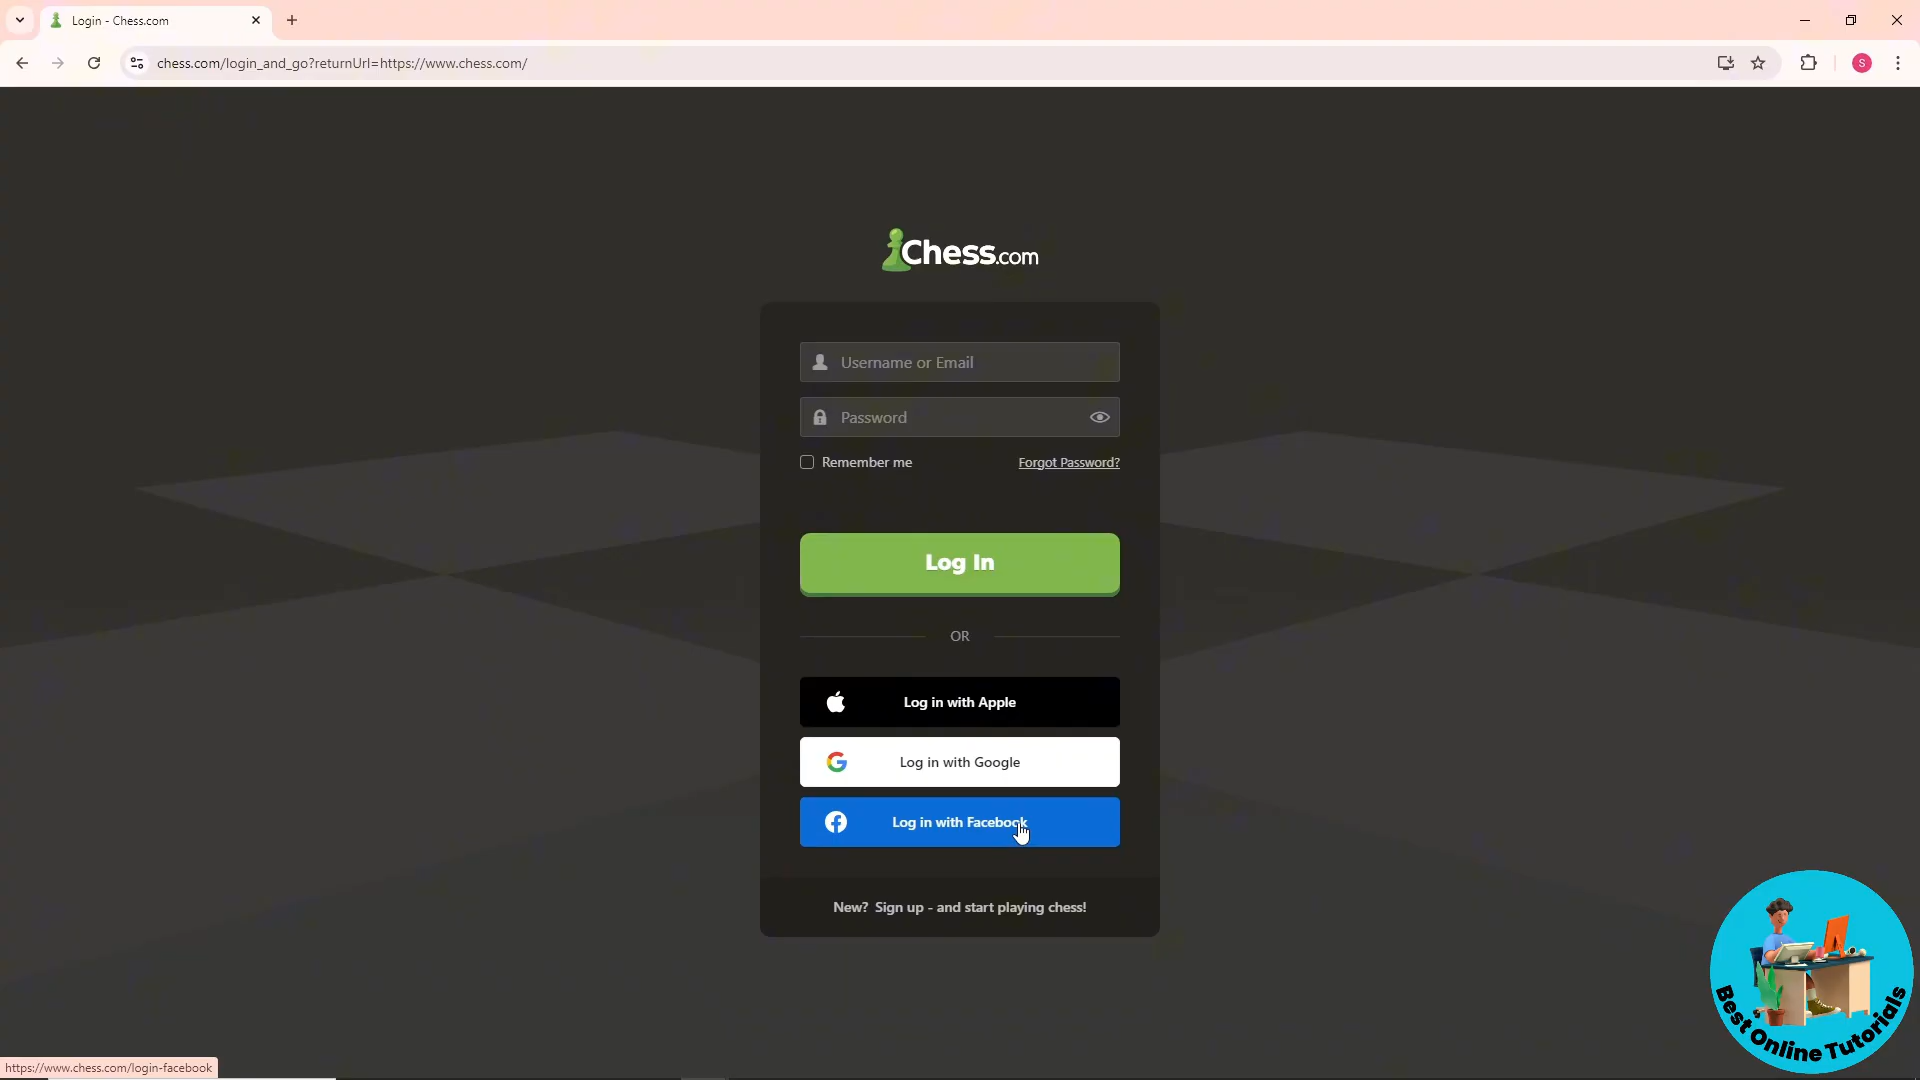 Login - Chess.com
chess.com/login_and_go?returnUrl=https://www.chess.com/
S
Chess.com
Username or Email
Password
Remember me
Forgot Password?
Log In
OR
Log in with Apple
Log in with Google
Log in with Facebook
New? Sign up - and start playing chess!
Best Online Tutorials
https://www.chess.com/login-facebook